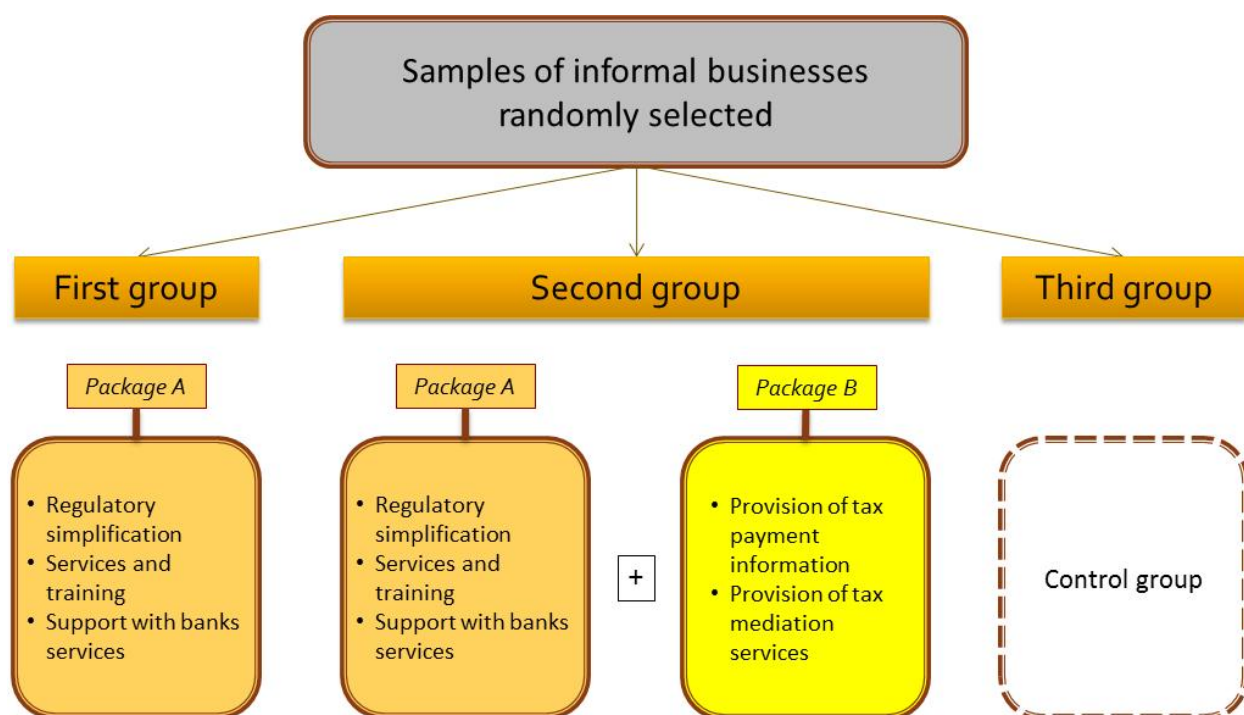 Samples of informal businesses
randomly selected
First group
Second group
Third group
Package A
Package A
Package B
• Regulatory
simplification
• Services and
training
• Support with banks
services
• Regulatory
simplification
• Services and
training
• Support with banks
services
+
• Provision of tax
payment
information
• Provision of tax
mediation
services
Control group